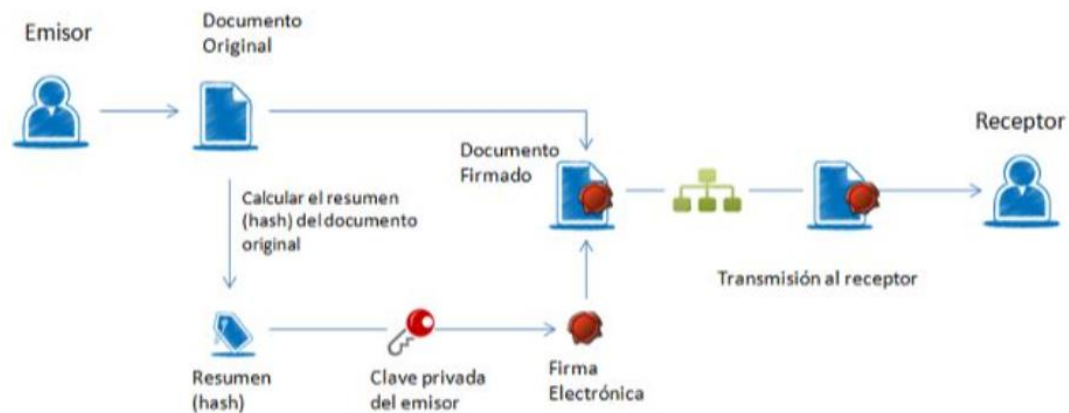 Emisor
Documento
Original
Receptor
Documento
Firmado
Calcular el resumen
(hash) del documento
original
Transmisión al receptor
Resumen
(hash)
Clave privada
del emisor
Firma
Electrónica